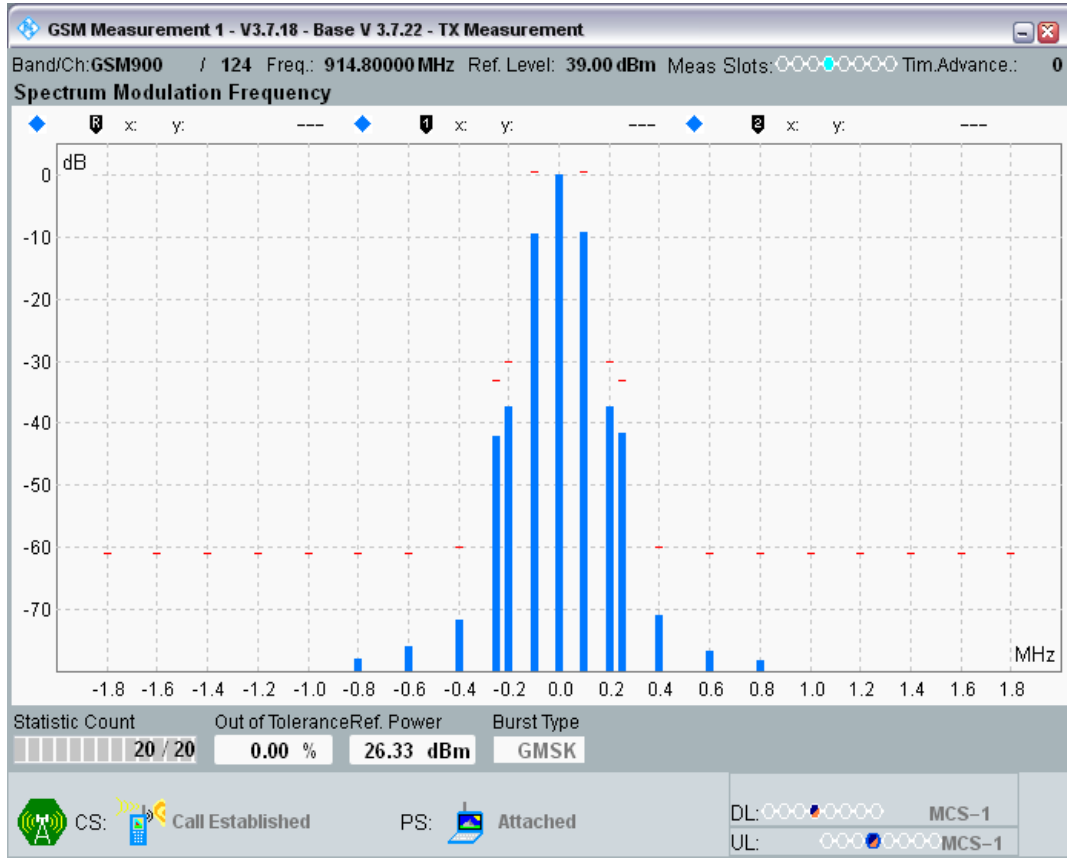 GSM Measurement 1 - V3.7.18 - Base V 3.7.22 - TX Measurement
Band/Ch:GSM900 / 124 Freq.: 914.80000 MHz Ref. Level: 39.00 dBm Meas Slots: Tim.Advance.: 0
Spectrum Modulation Frequency
R x: y: --- 1 x: y: --- 2 x: y: ---
dB
0
-10
-20
-30
-40
-50
-60
-70
MHz
-1.8 -1.6 -1.4 -1.2 -1.0 -0.8 -0.6 -0.4 -0.2 0.0 0.2 0.4 0.6 0.8 1.0 1.2 1.4 1.6 1.8
Statistic Count Out of Tolerance Ref. Power Burst Type
20 / 20 0.00 % 26.33 dBm GMSK
CS: Call Established PS: Attached
DL: MCS-1
UL: MCS-1